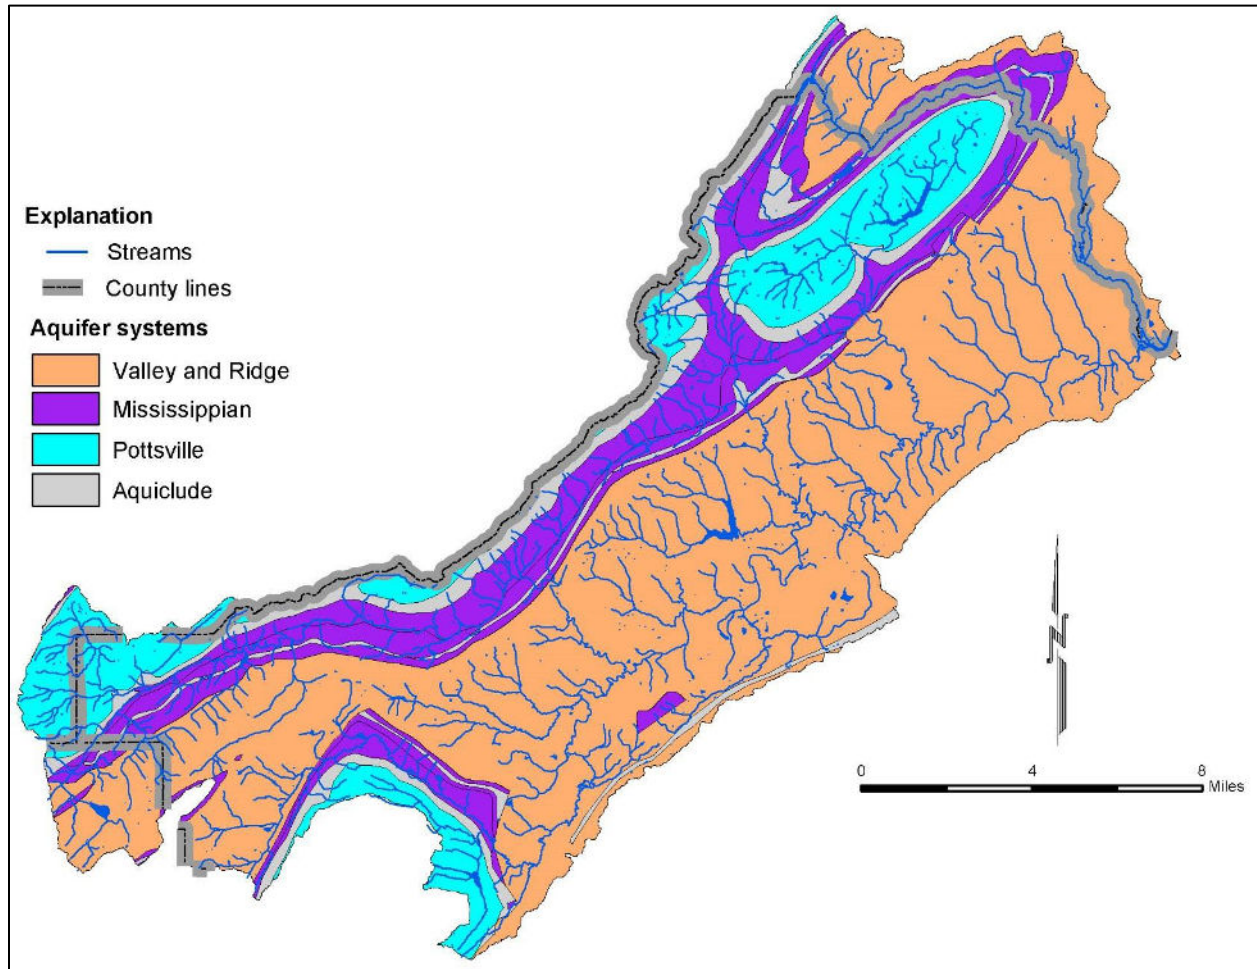 Explanation
Streams
County lines
Aquifer systems
Valley and Ridge
Mississippian
Pottsville
Aquiclude
N
0 4 8 Miles